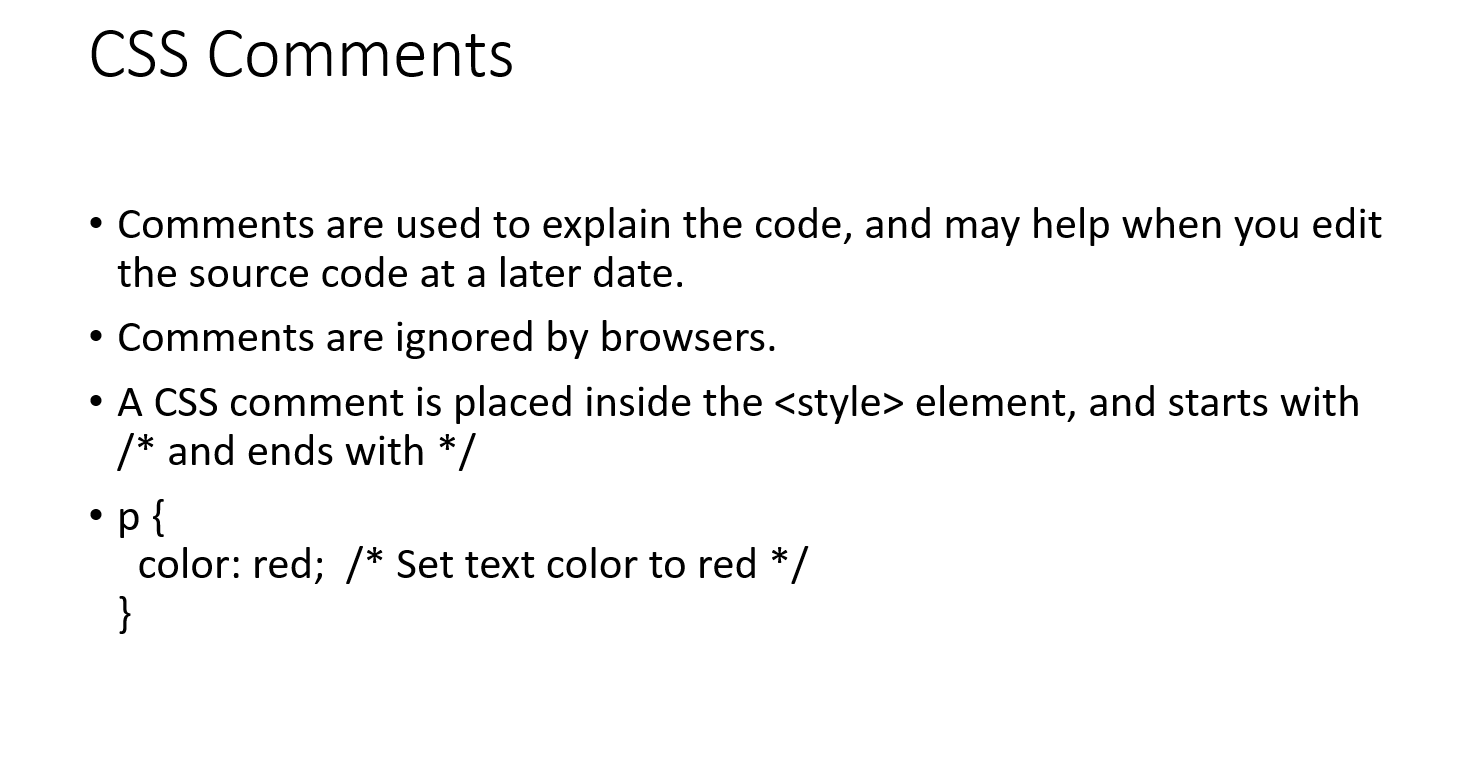 CSS Comments
• Comments are used to explain the code, and may help when you edit
the source code at a later date.
• Comments are ignored by browsers.
• A CSS comment is placed inside the <style> element, and starts with
/* and ends with */
• p {
color: red;  /* Set text color to red */
}